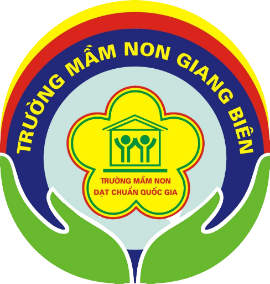 TRƯỜNG MẦM NON GIANG BIÊN
TRƯỜNG MẦM NON
ĐẠT CHUẨN QUỐC GIA